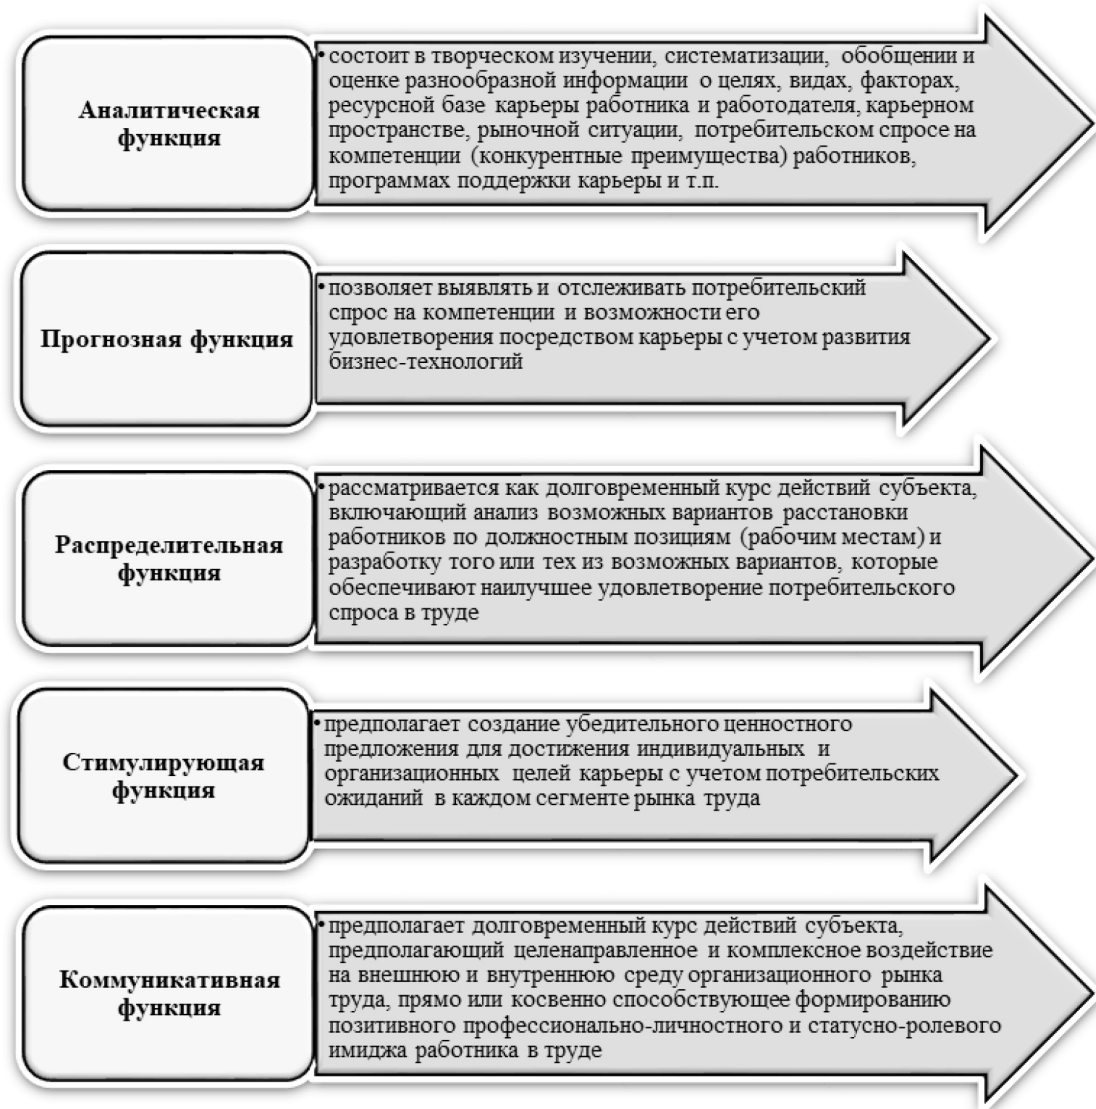 Аналитическая
функция
•состоит в творческом изучении, систематизации, обобщении и
оценке разнообразной информации о целях, видах, факторах,
ресурсной базе карьеры работника и работодателя, карьерном
пространстве, рыночной ситуации, потребительском спросе на
компетенции (конкурентные преимущества) работников,
программах поддержки карьеры и т.п.
Прогнозная функция
•позволяет выявлять и отслеживать потребительский
спрос на компетенции и возможности его
удовлетворения посредством карьеры с учетом развития
бизнес-технологий
Распределительная
функция
•рассматривается как долговременный курс действий субъекта,
включающий анализ возможных вариантов расстановки
работников по должностным позициям (рабочим местам) и
разработку того или тех из возможных вариантов, которые
обеспечивают наилучшее удовлетворение потребительского
спроса в труде
Стимулирующая
функция
•предполагает создание убедительного ценностного
предложения для достижения индивидуальных и
организационных целей карьеры с учетом потребительских
ожиданий в каждом сегменте рынка труда
Коммуникативная
функция
•предполагает долговременный курс действий субъекта,
предполагающий целенаправленное и комплексное воздействие
на внешнюю и внутреннюю среду организационного рынка
труда, прямо или косвенно способствующее формированию
позитивного профессионально-личностного и статусно-ролевого
имиджа работника в труде